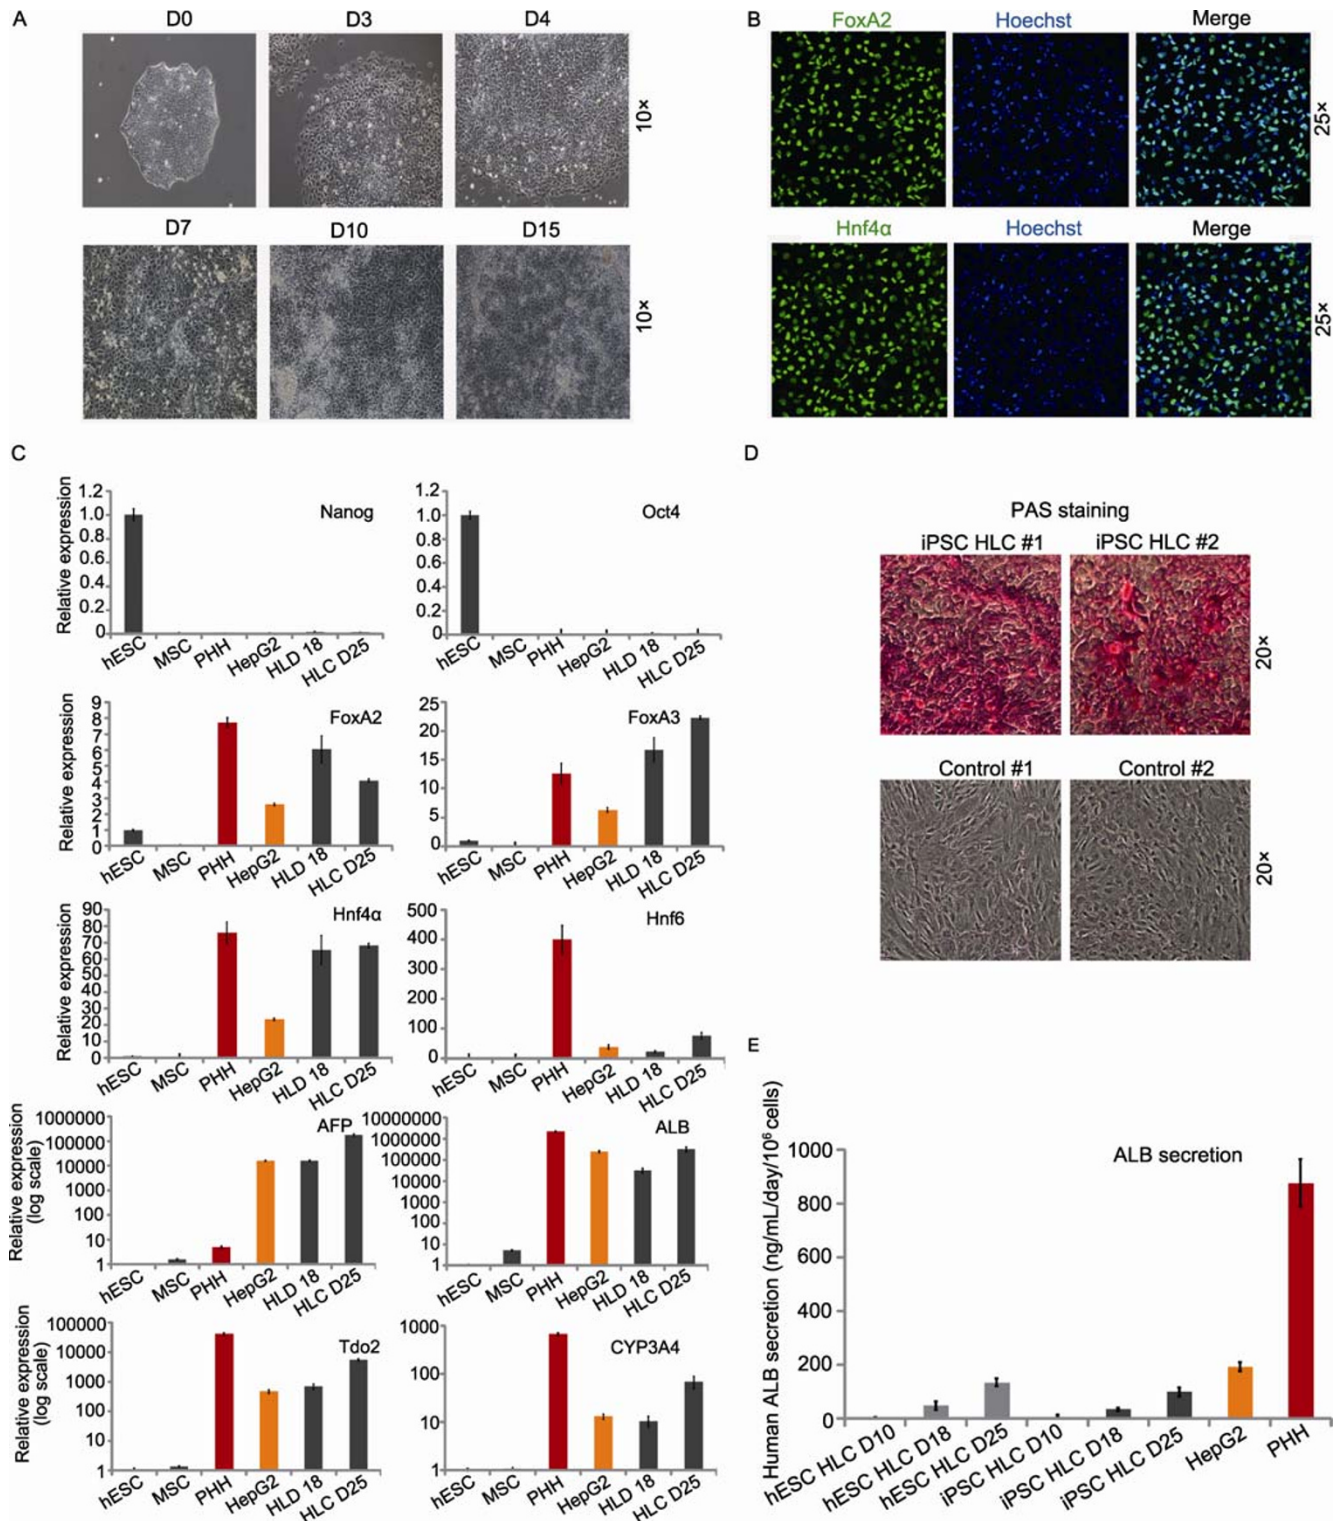 A
D0
D3
D4
10×
D7
D10
D15
10×
B
FoxA2
Hoechst
Merge
25×
Hnf4α
Hoechst
Merge
25×
C
Relative expression
1.2
1.0
0.8
0.6
0.4
0.2
0
Nanog
hESC
MSC
PHH
HepG2
HLD 18
HLC D25
1.2
1.0
0.8
0.6
0.4
0.2
0
Oct4
hESC
MSC
PHH
HepG2
HLD 18
HLC D25
Relative expression
9
8
7
6
5
4
3
2
1
0
FoxA2
hESC
MSC
PHH
HepG2
HLD 18
HLC D25
25
20
15
10
5
0
FoxA3
hESC
MSC
PHH
HepG2
HLD 18
HLC D25
Relative expression
90
80
70
60
50
40
30
20
10
0
Hnf4α
hESC
MSC
PHH
HepG2
HLD 18
HLC D25
500
400
300
200
100
0
Hnf6
hESC
MSC
PHH
HepG2
HLD 18
HLC D25
Relative expression
(log scale)
1000000
100000
10000
1000
100
10
1
AFP
hESC
MSC
PHH
HepG2
HLD 18
HLC D25
10000000
1000000
100000
10000
1000
100
10
1
ALB
hESC
MSC
PHH
HepG2
HLD 18
HLC D25
Relative expression
(log scale)
100000
10000
1000
100
10
1
Tdo2
hESC
MSC
PHH
HepG2
HLD 18
HLC D25
1000
100
10
1
CYP3A4
hESC
MSC
PHH
HepG2
HLD 18
HLC D25
D
PAS staining
iPSC HLC #1
iPSC HLC #2
20×
Control #1
Control #2
20×
E
Human ALB secretion (ng/mL/day/10⁶ cells)
1000
800
600
400
200
0
ALB secretion
hESC HLC D10
hESC HLC D18
hESC HLC D25
iPSC HLC D10
iPSC HLC D18
iPSC HLC D25
HepG2
PHH